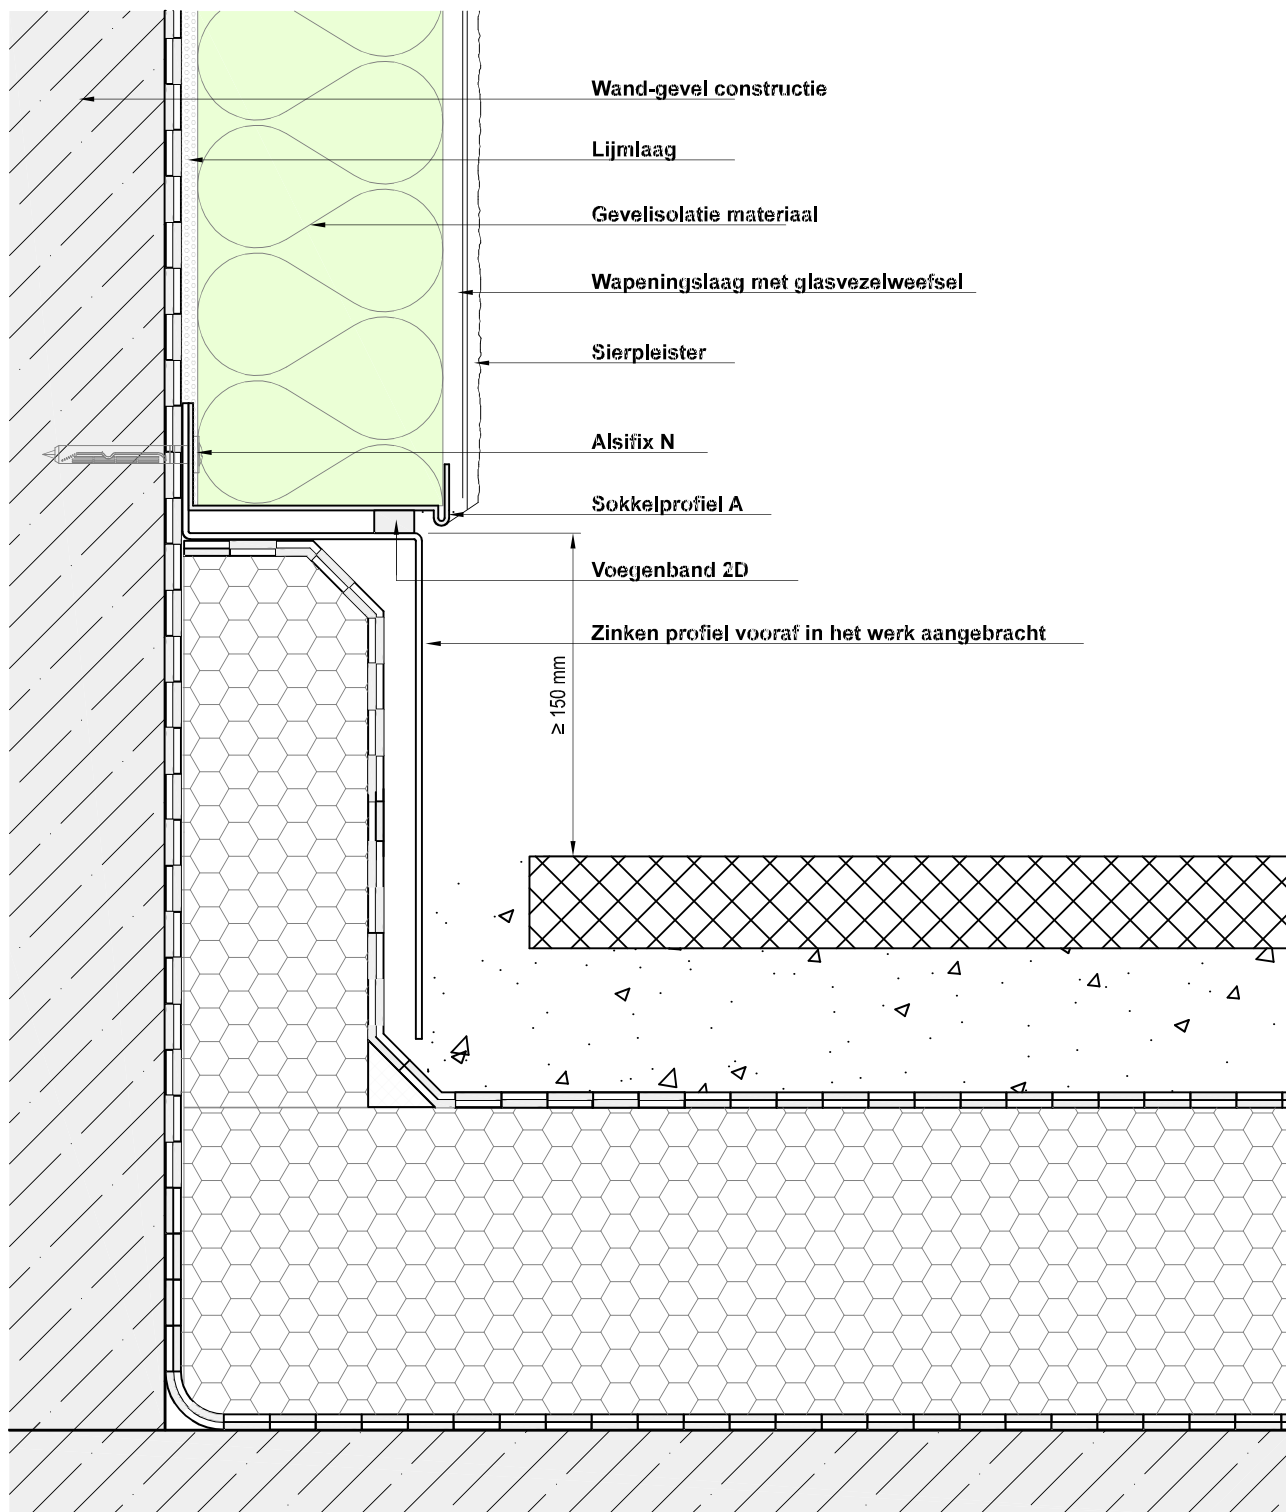 Wand-gevel constructie
Lijmlaag
Gevelisolatie materiaal
Wapeningslaag met glasvezelweefsel
Sierpleister
Alsifix N
Sokkelprofiel A
Voegenband 2D
Zinken profiel vooraf in het werk aangebracht
≥ 150 mm